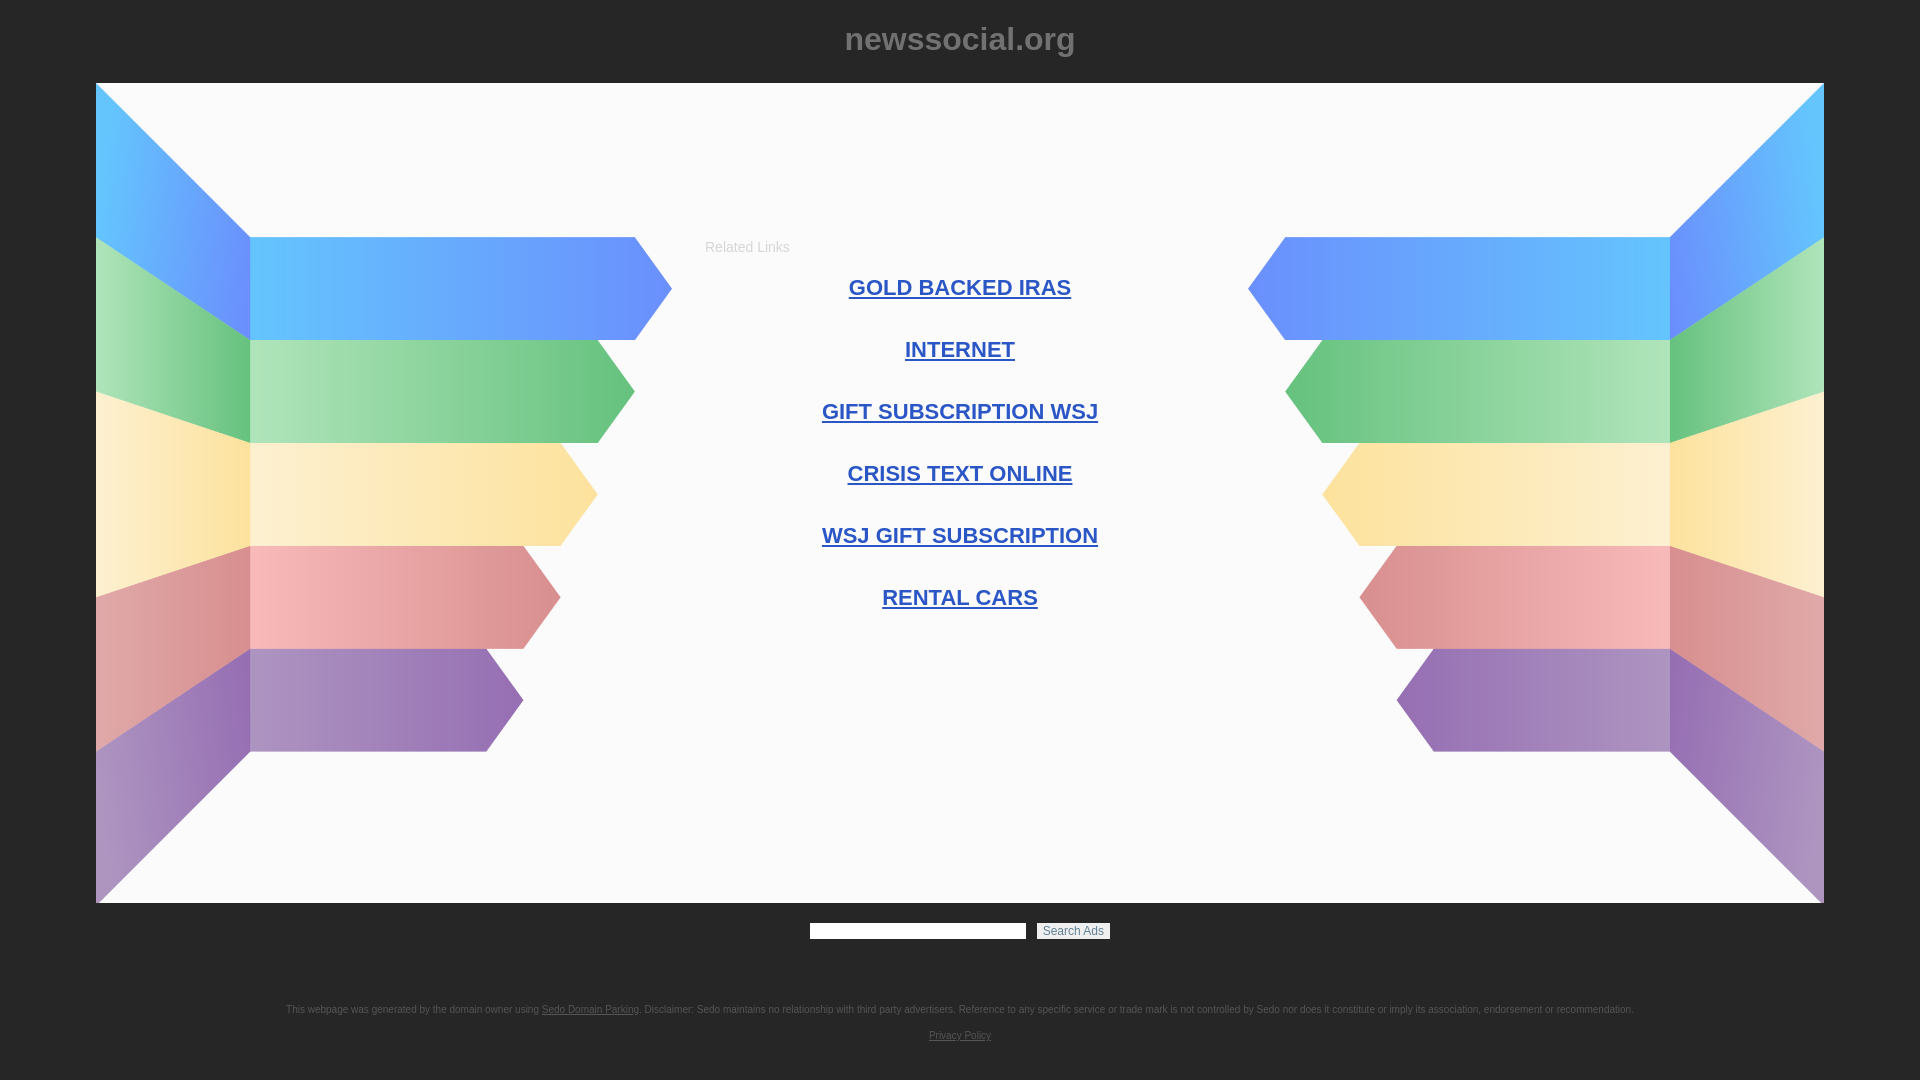 newssocial.org
Related Links
GOLD BACKED IRAS
INTERNET
GIFT SUBSCRIPTION WSJ
CRISIS TEXT ONLINE
WSJ GIFT SUBSCRIPTION
RENTAL CARS
Search Ads
This webpage was generated by the domain owner using Sedo Domain Parking. Disclaimer: Sedo maintains no relationship with third party advertisers. Reference to any specific service or trade mark is not controlled by Sedo nor does it constitute or imply its association, endorsement or recommendation.
Privacy Policy